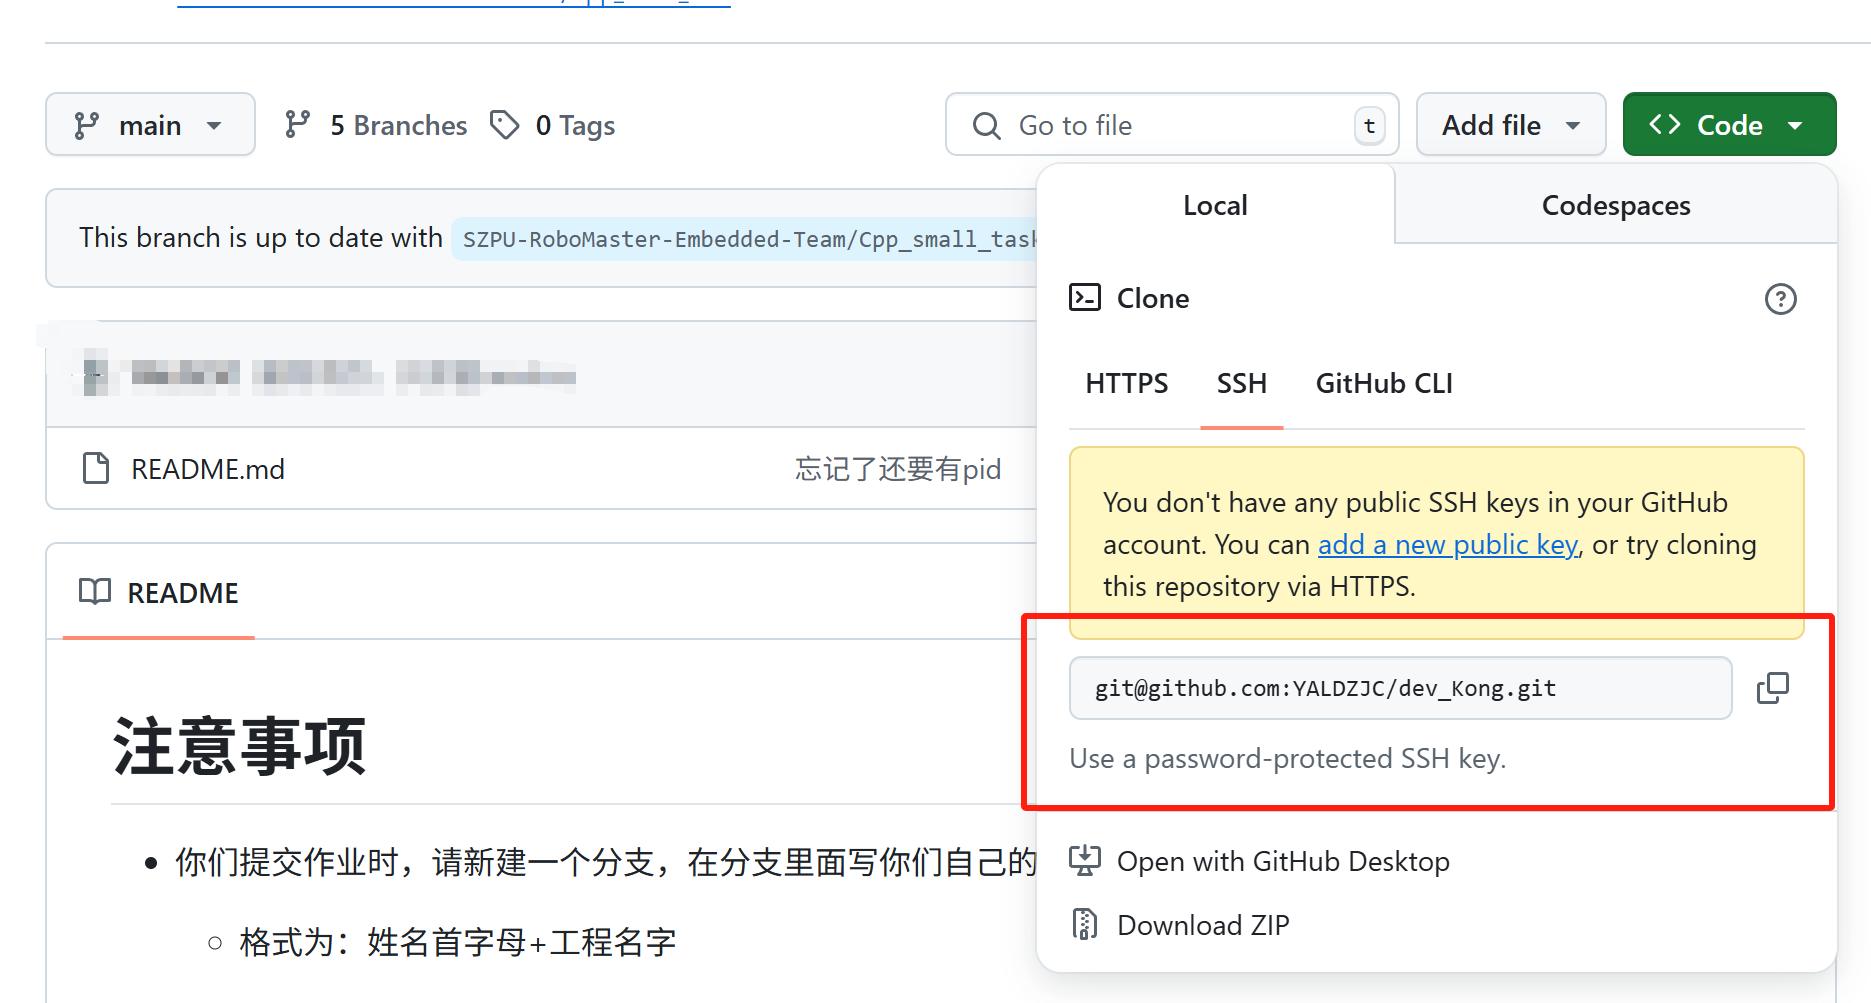 main
5 Branches
0 Tags
Go to file
t
Add file
Code
This branch is up to date with SZPU-RoboMaster-Embedded-Team/Cpp_small_task
README.md
忘记了还要有pid
README
注意事项
你们提交作业时，请新建一个分支，在分支里面写你们自己的
格式为：姓名首字母+工程名字
Local
Codespaces
Clone
HTTPS
SSH
GitHub CLI
You don't have any public SSH keys in your GitHub
account. You can add a new public key, or try cloning
this repository via HTTPS.
git@github.com:YALDZJC/dev_Kong.git
Use a password-protected SSH key.
Open with GitHub Desktop
Download ZIP